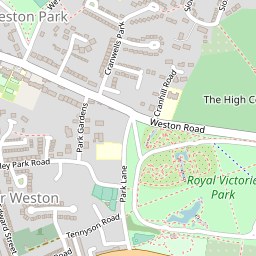 eston Park
Cranwells Park
Park Gardens
Cranhill Road
The High Co
Weston Road
ley Park Road
Park Lane
Royal Victoria
Park
r Weston
Tennyson Road